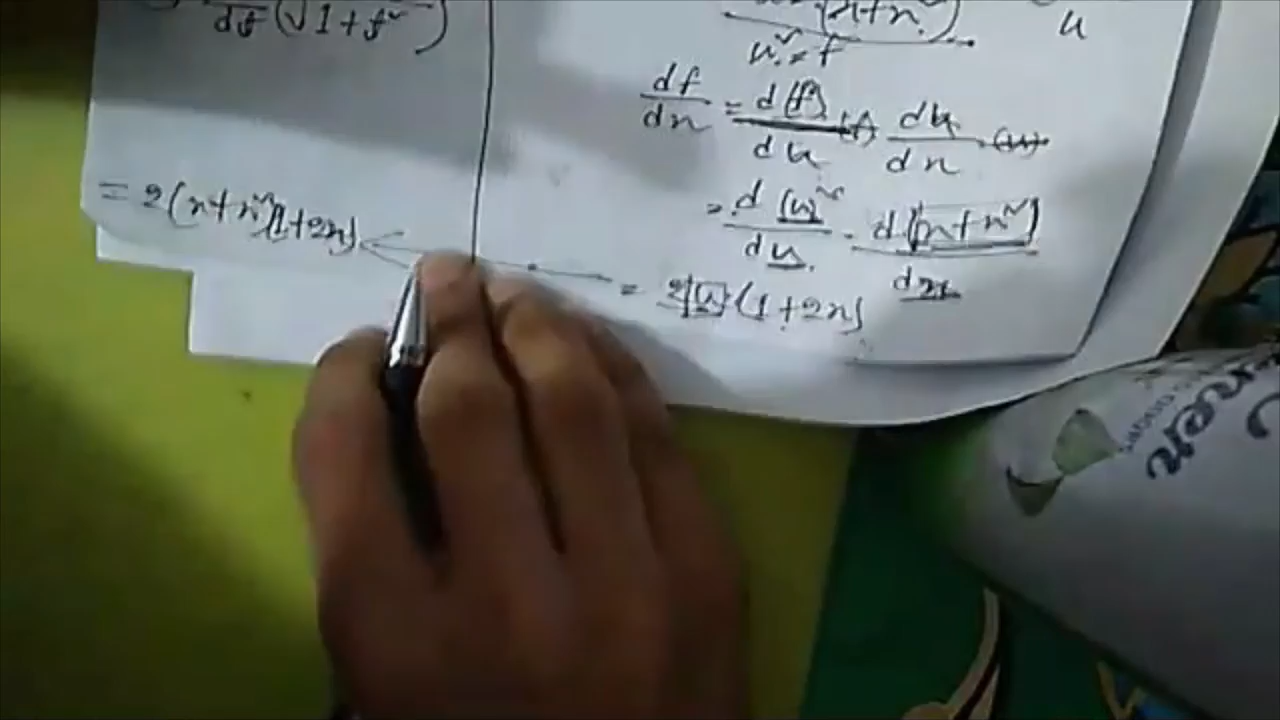 d/df (√1+f²)
= 2(x+x²)(1+2x)
(x+x²)
u
u² = f
df/dx = d(f)/du · du/dx
= d(u)²/du · d(x+x²)/dx
= 2(u)·(1+2x)